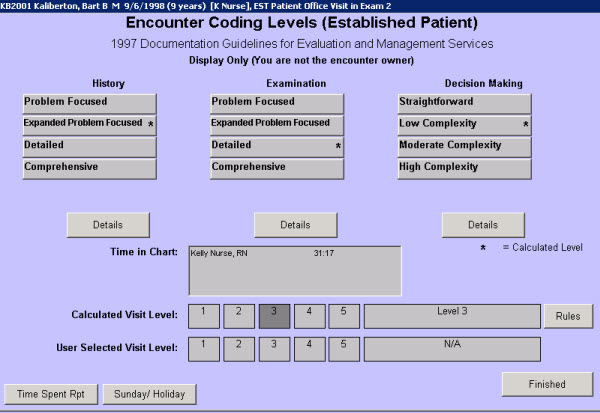 KB2001 Kaliberton, Bart B M 9/6/1998 (9 years) [K Nurse], EST Patient Office Visit in Exam 2
Encounter Coding Levels (Established Patient)
1997 Documentation Guidelines for Evaluation and Management Services
Display Only (You are not the encounter owner)
History Examination Decision Making
Problem Focused Problem Focused Straightforward
Expanded Problem Focused * Expanded Problem Focused Low Complexity *
Detailed Detailed * Moderate Complexity
Comprehensive Comprehensive High Complexity
Details Details Details
Time in Chart: Kelly Nurse, RN 31:17 * = Calculated Level
Calculated Visit Level: 1 2 3 4 5 Level 3 Rules
User Selected Visit Level: 1 2 3 4 5 N/A
Finished
Time Spent Rpt Sunday/ Holiday